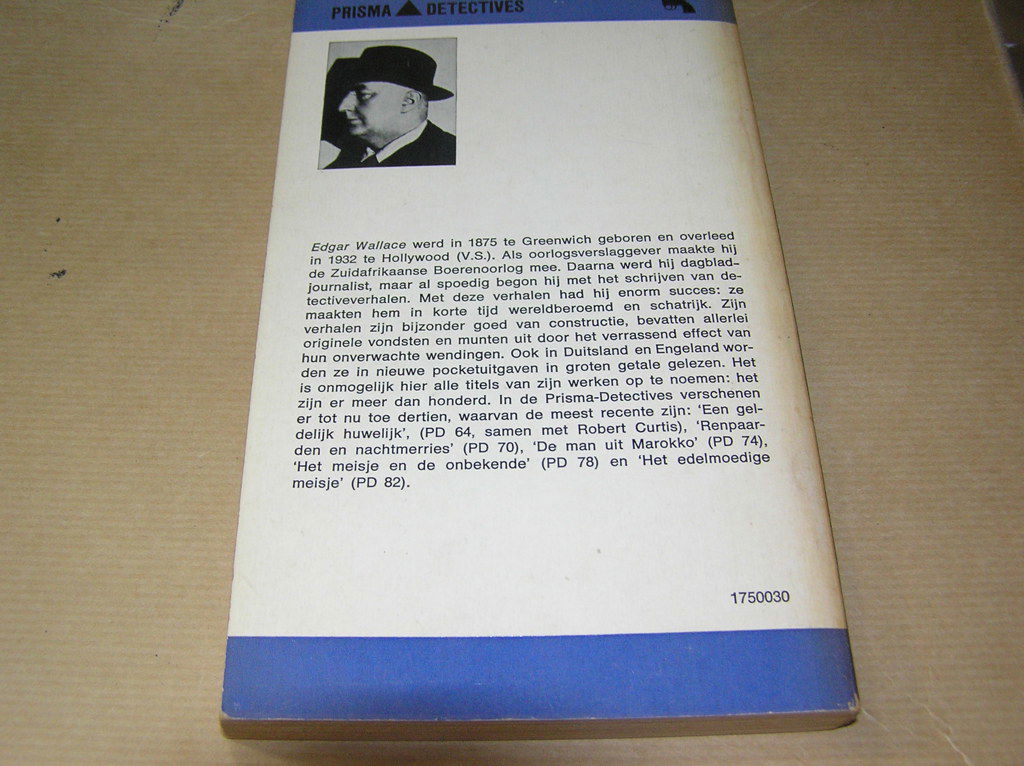 PRISMA DETECTIVES
Edgar Wallace werd in 1875 te Greenwich geboren en overleed
in 1932 te Hollywood (V.S.). Als oorlogsverslaggever maakte hij
de Zuidafrikaanse Boerenoorlog mee. Daarna werd hij dagblad-
journalist, maar al spoedig begon hij met het schrijven van de-
tectiveverhalen. Met deze verhalen had hij enorm succes: ze
maakten hem in korte tijd wereldberoemd en schatrijk. Zijn
verhalen zijn bijzonder goed van constructie, bevatten allerlei
originele vondsten en munten uit door het verrassend effect van
hun onverwachte wendingen. Ook in Duitsland en Engeland wor-
den ze in nieuwe pocketuitgaven in groten getale gelezen. Het
is onmogelijk hier alle titels van zijn werken op te noemen: het
zijn er meer dan honderd. In de Prisma-Detectives verschenen
er tot nu toe dertien, waarvan de meest recente zijn: ‘Een gel-
delijk huwelijk’, (PD 64, samen met Robert Curtis), ‘Renpaar-
den en nachtmerries’ (PD 70), ‘De man uit Marokko’ (PD 74),
‘Het meisje en de onbekende’ (PD 78) en ‘Het edelmoedige
meisje’ (PD 82).
1750030